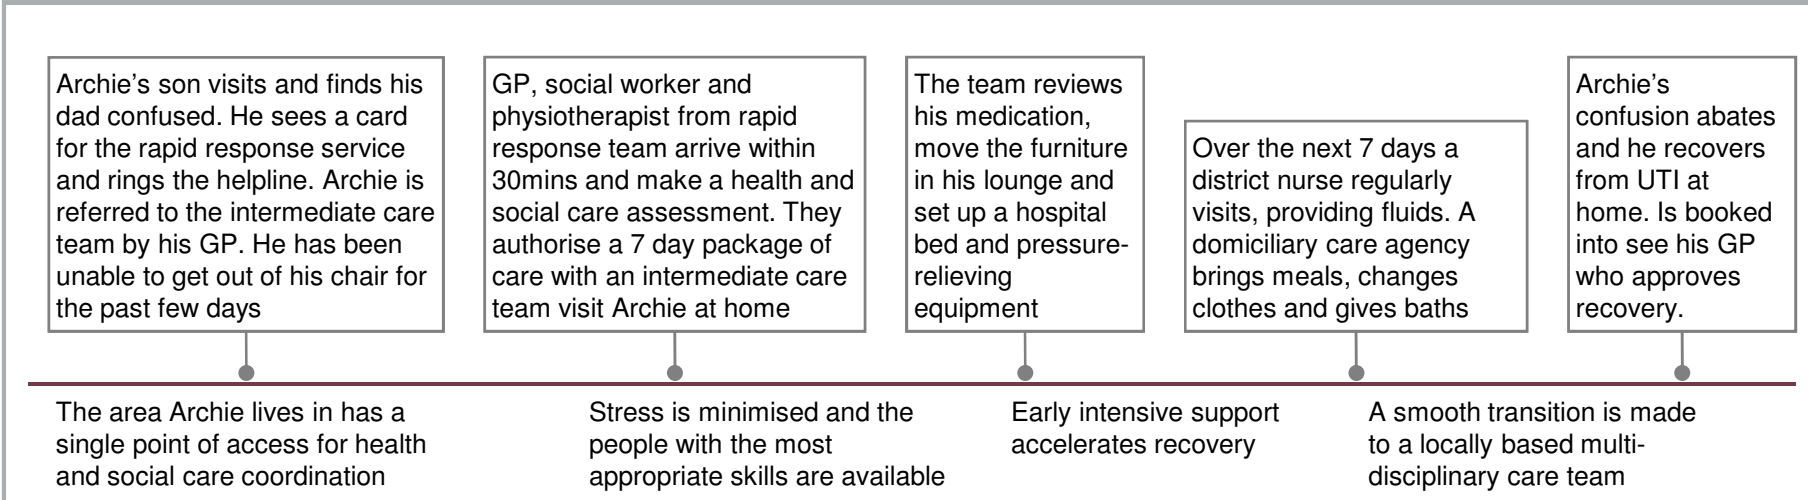 Archie’s son visits and finds his
dad confused. He sees a card
for the rapid response service
and rings the helpline. Archie is
referred to the intermediate care
team by his GP. He has been
unable to get out of his chair for
the past few days
GP, social worker and
physiotherapist from rapid
response team arrive within
30mins and make a health and
social care assessment. They
authorise a 7 day package of
care with an intermediate care
team visit Archie at home
The team reviews
his medication,
move the furniture
in his lounge and
set up a hospital
bed and pressure-
relieving
equipment
Over the next 7 days a
district nurse regularly
visits, providing fluids. A
domiciliary care agency
brings meals, changes
clothes and gives baths
Archie’s
confusion abates
and he recovers
from UTI at
home. Is booked
into see his GP
who approves
recovery.
The area Archie lives in has a
single point of access for health
and social care coordination
Stress is minimised and the
people with the most
appropriate skills are available
Early intensive support
accelerates recovery
A smooth transition is made
to a locally based multi-
disciplinary care team